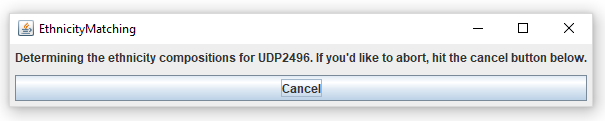 EthnicityMatching
Determining the ethnicity compositions for UDP2496. If you'd like to abort, hit the cancel button below.
Cancel